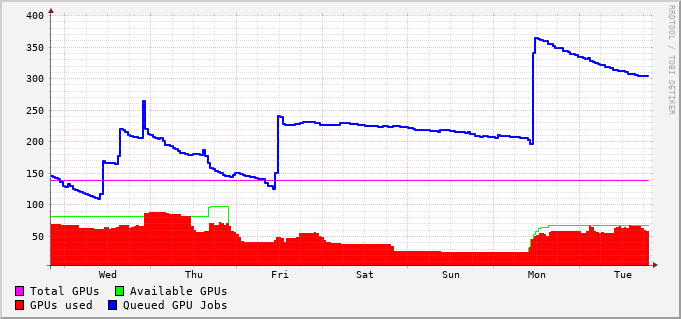 400
350
300
250
200
150
100
50
Wed Thu Fri Sat Sun Mon Tue
Total GPUs Available GPUs
GPUs used Queued GPU Jobs
RRDTOOL / TOBI OETIKER